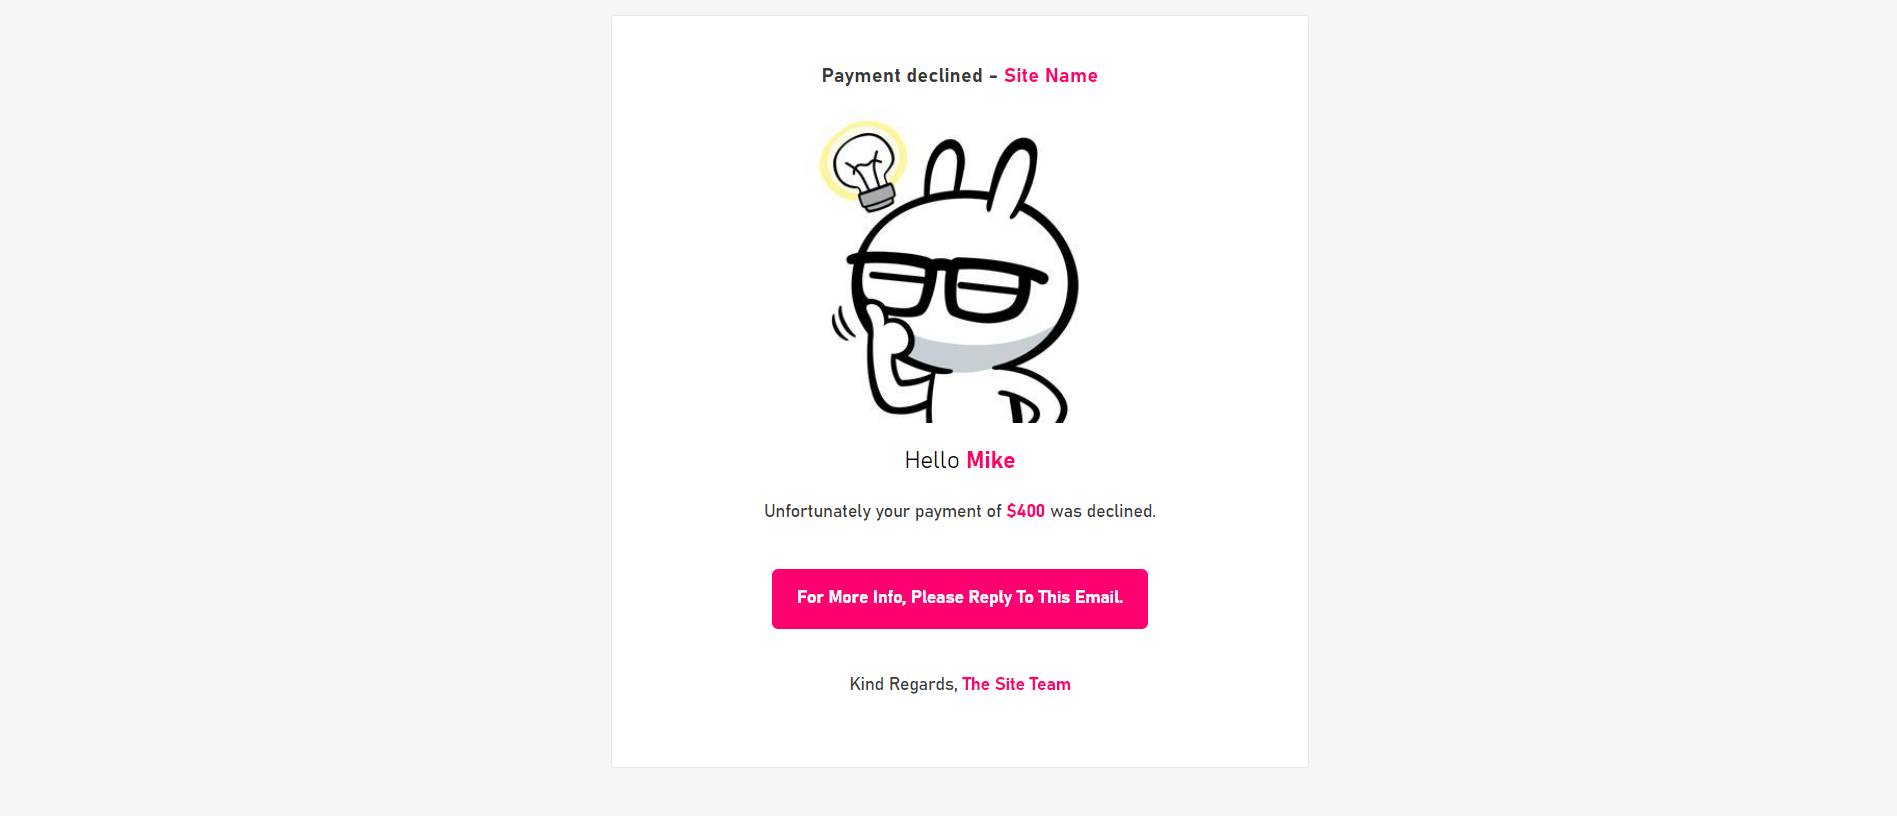 Payment declined - Site Name
Hello Mike
Unfortunately your payment of $400 was declined.
For More Info, Please Reply To This Email.
Kind Regards, The Site Team